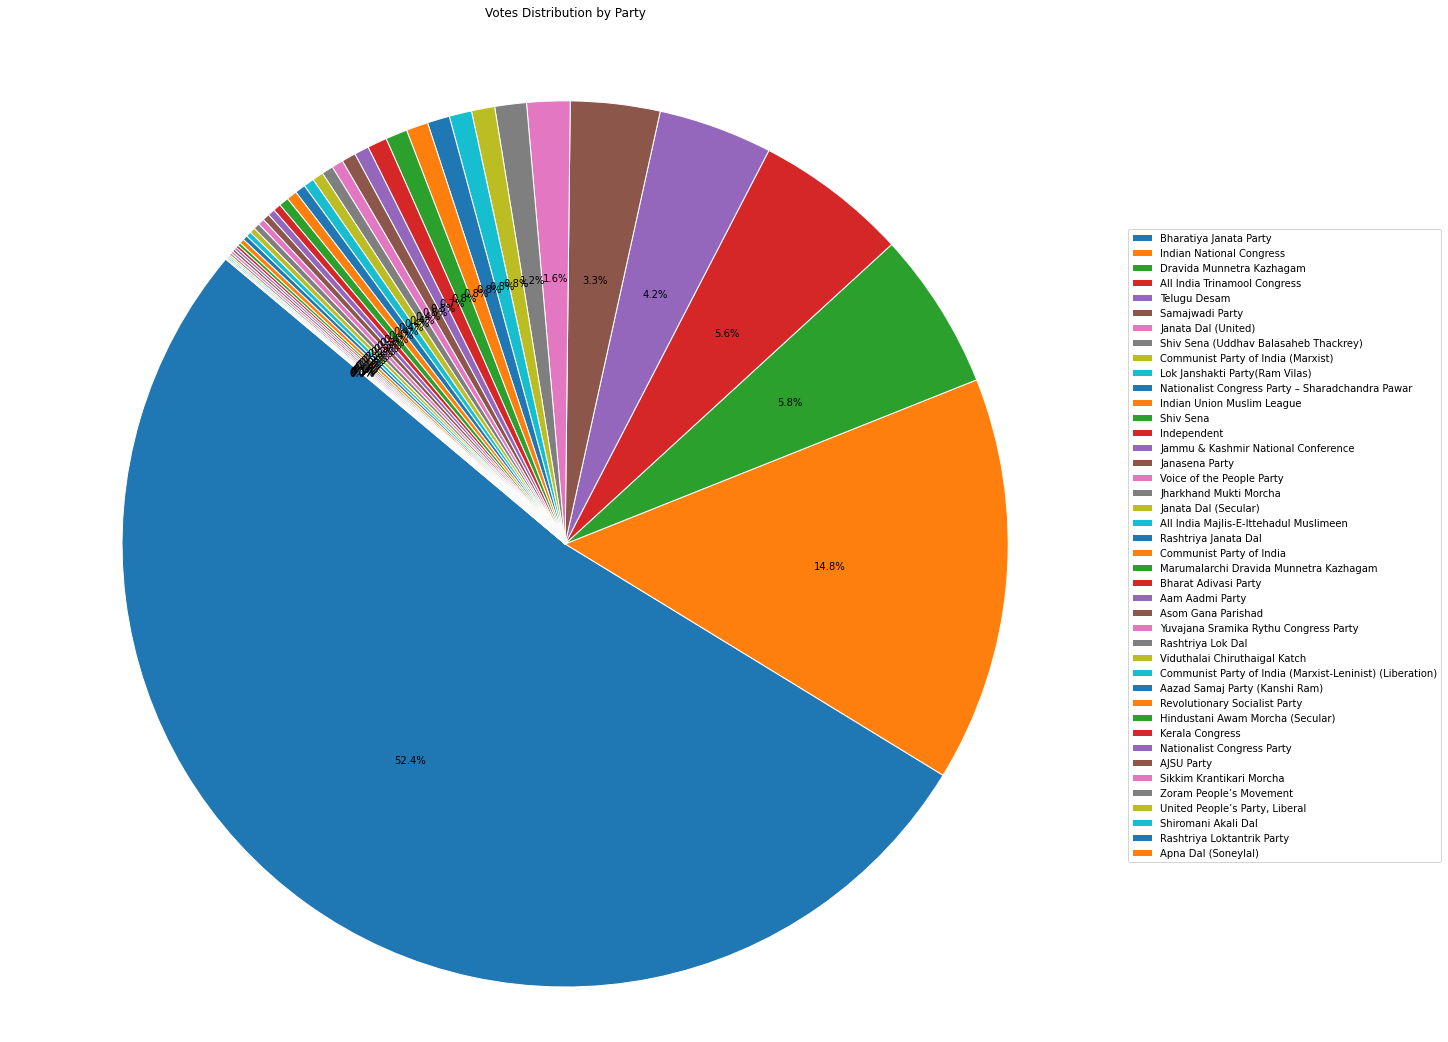 Votes Distribution by Party
1.6%
3.3%
4.2%
5.6%
5.8%
14.8%
52.4%
Bharatiya Janata Party
Indian National Congress
Dravida Munnetra Kazhagam
All India Trinamool Congress
Telugu Desam
Samajwadi Party
Janata Dal (United)
Shiv Sena (Uddhav Balasaheb Thackrey)
Communist Party of India (Marxist)
Lok Janshakti Party(Ram Vilas)
Nationalist Congress Party – Sharadchandra Pawar
Indian Union Muslim League
Shiv Sena
Independent
Jammu & Kashmir National Conference
Janasena Party
Voice of the People Party
Jharkhand Mukti Morcha
Janata Dal (Secular)
All India Majlis-E-Ittehadul Muslimeen
Rashtriya Janata Dal
Communist Party of India
Marumalarchi Dravida Munnetra Kazhagam
Bharat Adivasi Party
Aam Aadmi Party
Asom Gana Parishad
Yuvajana Sramika Rythu Congress Party
Rashtriya Lok Dal
Viduthalai Chiruthaigal Katch
Communist Party of India (Marxist-Leninist) (Liberation)
Aazad Samaj Party (Kanshi Ram)
Revolutionary Socialist Party
Hindustani Awam Morcha (Secular)
Kerala Congress
Nationalist Congress Party
AJSU Party
Sikkim Krantikari Morcha
Zoram People’s Movement
United People’s Party, Liberal
Shiromani Akali Dal
Rashtriya Loktantrik Party
Apna Dal (Soneylal)